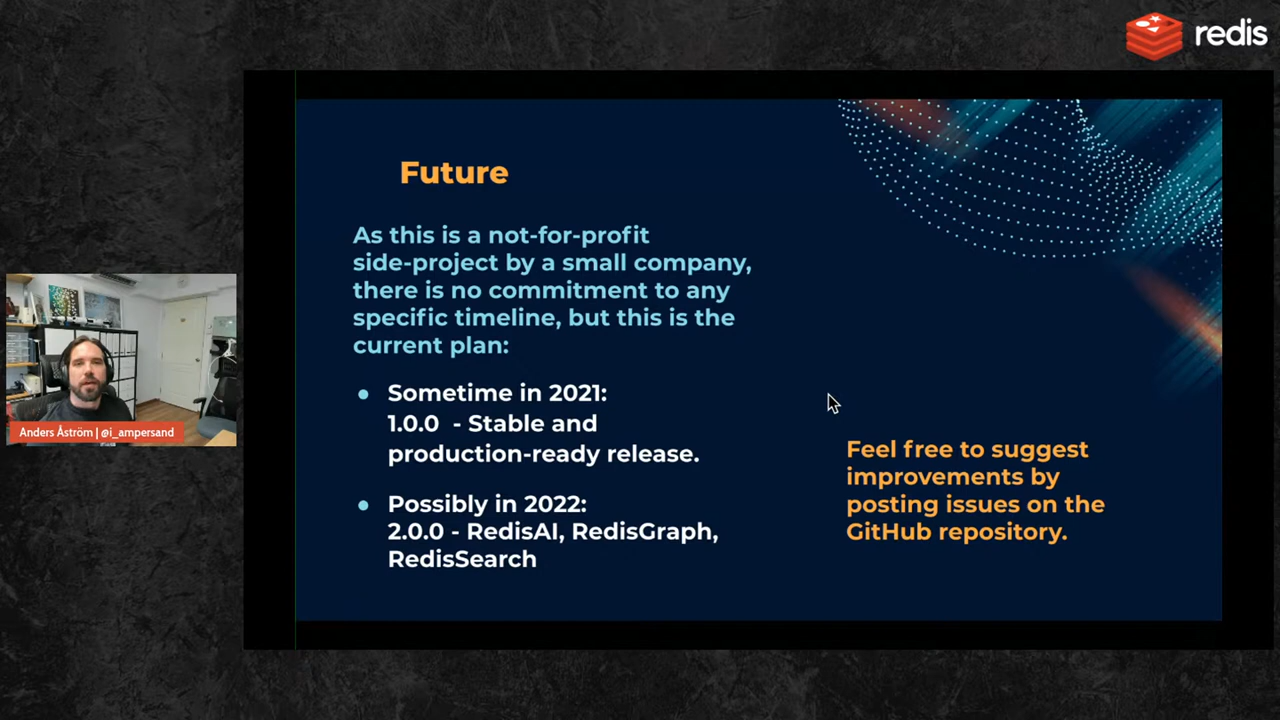 redis
Future
As this is a not-for-profit
side-project by a small company,
there is no commitment to any
specific timeline, but this is the
current plan:
● Sometime in 2021:
1.0.0 - Stable and
production-ready release.
● Possibly in 2022:
2.0.0 - RedisAI, RedisGraph,
RedisSearch
Feel free to suggest
improvements by
posting issues on the
GitHub repository.
Anders Åström | @i_ampersand